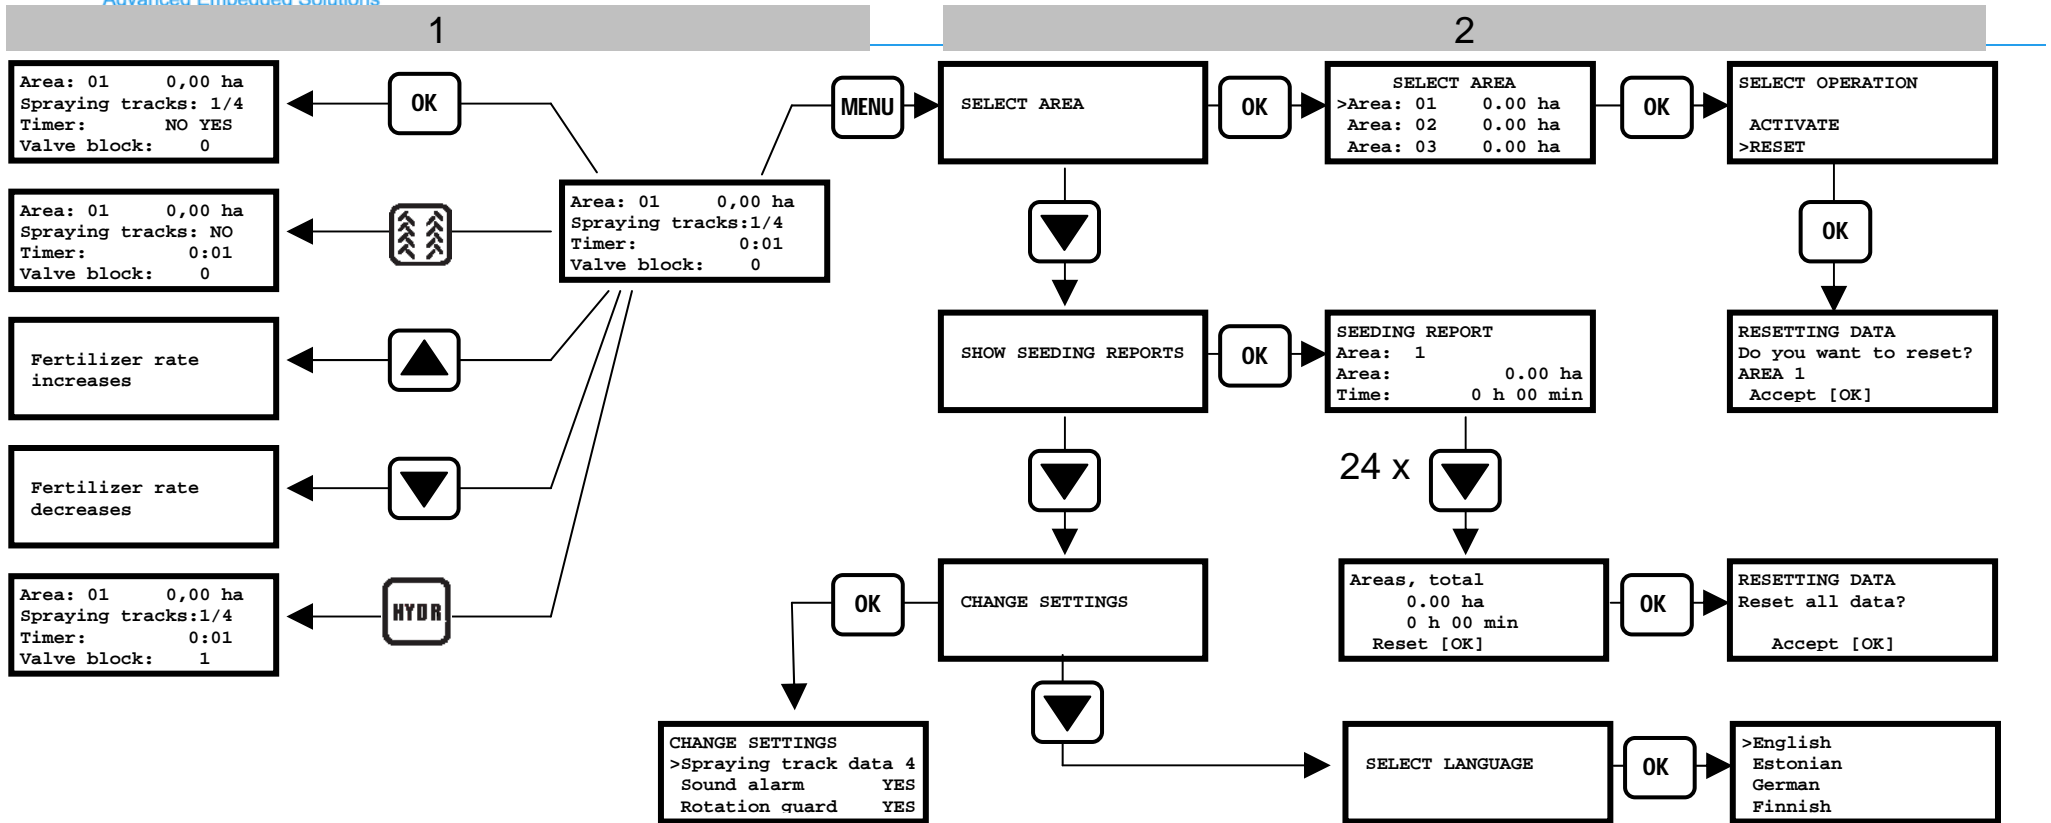 Advanced Embedded Solutions
1
2
Area: 01 0,00 ha
Spraying tracks: 1/4
Timer: NO YES
Valve block: 0
OK
Area: 01 0,00 ha
Spraying tracks: NO
Timer: 0:01
Valve block: 0
Fertilizer rate
increases
Fertilizer rate
decreases
Area: 01 0,00 ha
Spraying tracks:1/4
Timer: 0:01
Valve block: 1
HYDR
Area: 01 0,00 ha
Spraying tracks:1/4
Timer: 0:01
Valve block: 0
MENU
SELECT AREA
OK
SELECT AREA
>Area: 01 0.00 ha
Area: 02 0.00 ha
Area: 03 0.00 ha
OK
SELECT OPERATION
ACTIVATE
>RESET
OK
RESETTING DATA
Do you want to reset?
AREA 1
Accept [OK]
SHOW SEEDING REPORTS
OK
SEEDING REPORT
Area: 1
Area: 0.00 ha
Time: 0 h 00 min
24 x
Areas, total
0.00 ha
0 h 00 min
Reset [OK]
OK
RESETTING DATA
Reset all data?
Accept [OK]
CHANGE SETTINGS
OK
CHANGE SETTINGS
>Spraying track data 4
Sound alarm YES
Rotation guard YES
SELECT LANGUAGE
OK
>English
Estonian
German
Finnish